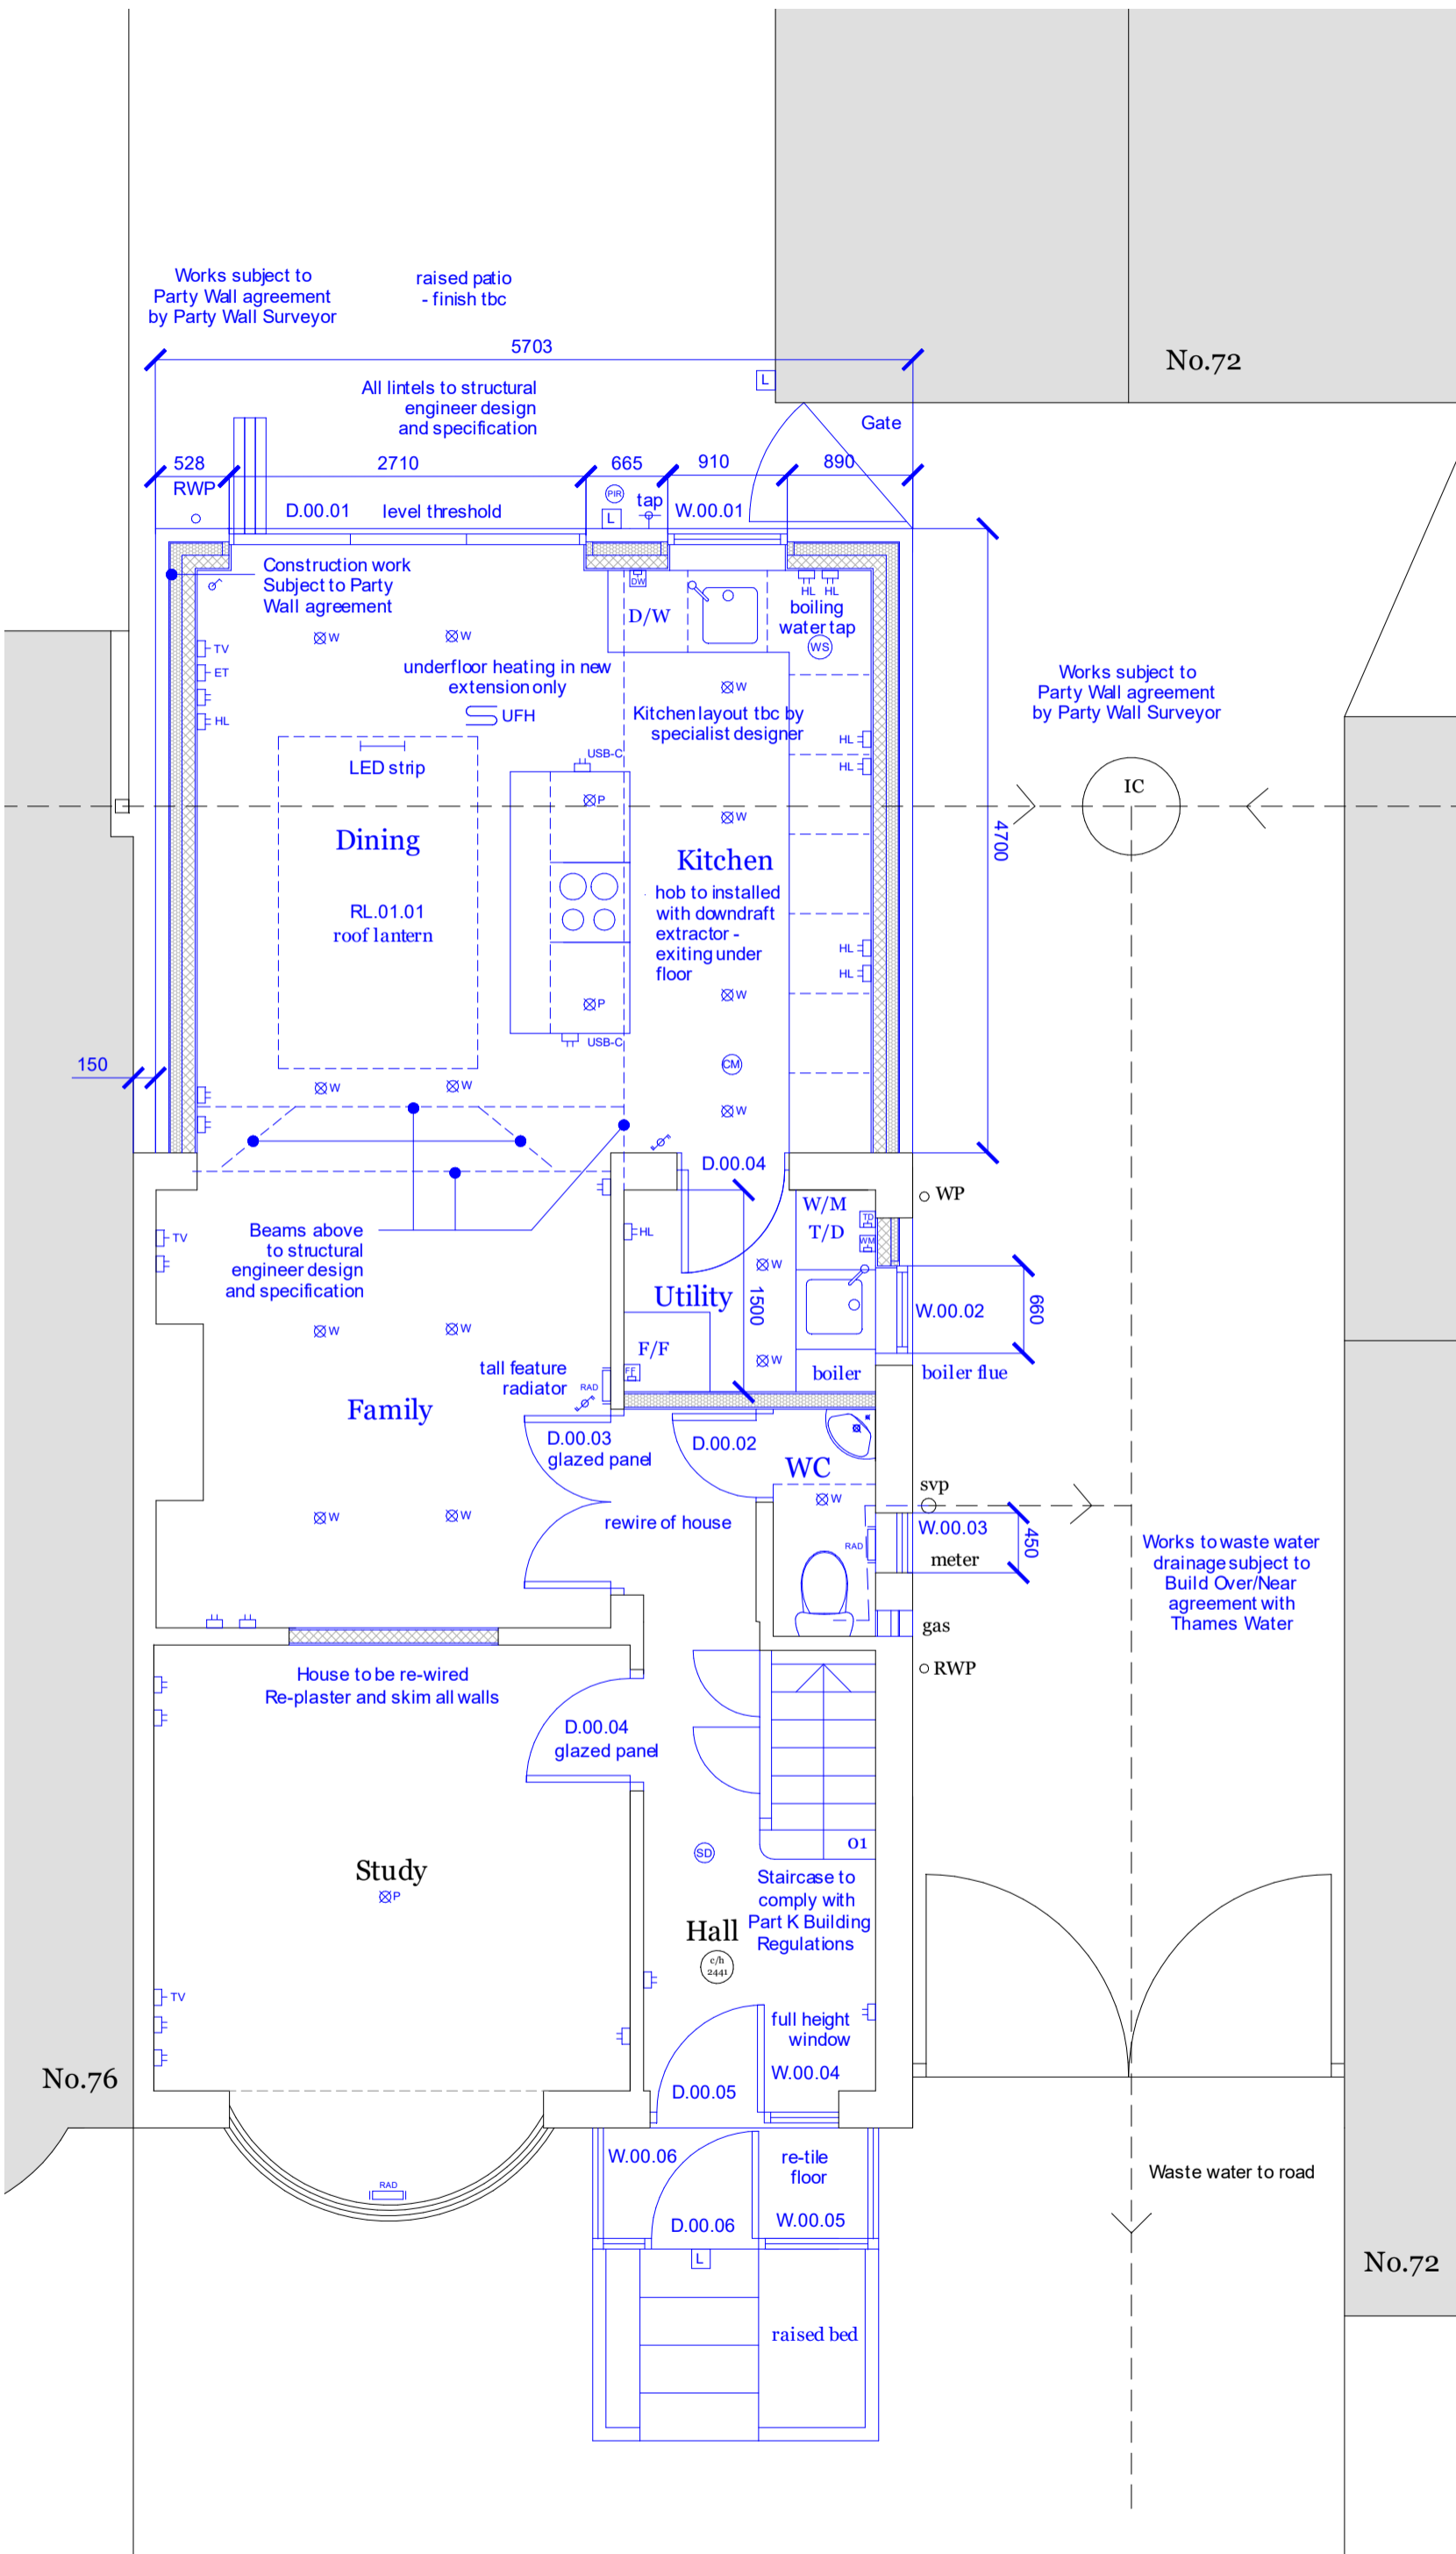 Works subject to
Party Wall agreement
by Party Wall Surveyor
raised patio
- finish tbc
No.72
5703
All lintels to structural
engineer design
and specification
L
Gate
528
2710
665
910
890
RWP
D.00.01
level threshold
PIR
L
tap
W.00.01
Construction work
Subject to Party
Wall agreement
DW
D/W
HL HL
boiling
water tap
WS
W
W
TV
ET
HL
underfloor heating in new
extension only
UFH
W
Kitchen layout tbc by
specialist designer
HL
HL
Works subject to
Party Wall agreement
by Party Wall Surveyor
LED strip
USB-C
P
W
IC
4700
Dining
Kitchen
RL.01.01
roof lantern
hob to installed
with downdraft
extractor -
exiting under
floor
HL
HL
P
W
USB-C
CM
150
W
W
W
D.00.04
WP
W/M
T/D
TD
WM
TV
Beams above
to structural
engineer design
and specification
HL
W
Utility
1500
W.00.02
660
W
W
F/F
FF
W
boiler
boiler flue
tall feature
radiator
RAD
Family
D.00.03
glazed panel
D.00.02
WC
svp
W
W
W
rewire of house
RAD
W.00.03
meter
450
Works to waste water
drainage subject to
Build Over/Near
agreement with
Thames Water
gas
RWP
House to be re-wired
Re-plaster and skim all walls
D.00.04
glazed panel
01
SD
Study
P
Staircase to
comply with
Part K Building
Regulations
Hall
c/h
2441
TV
full height
window
W.00.04
No.76
D.00.05
W.00.06
re-tile
floor
Waste water to road
RAD
D.00.06
W.00.05
L
No.72
raised bed